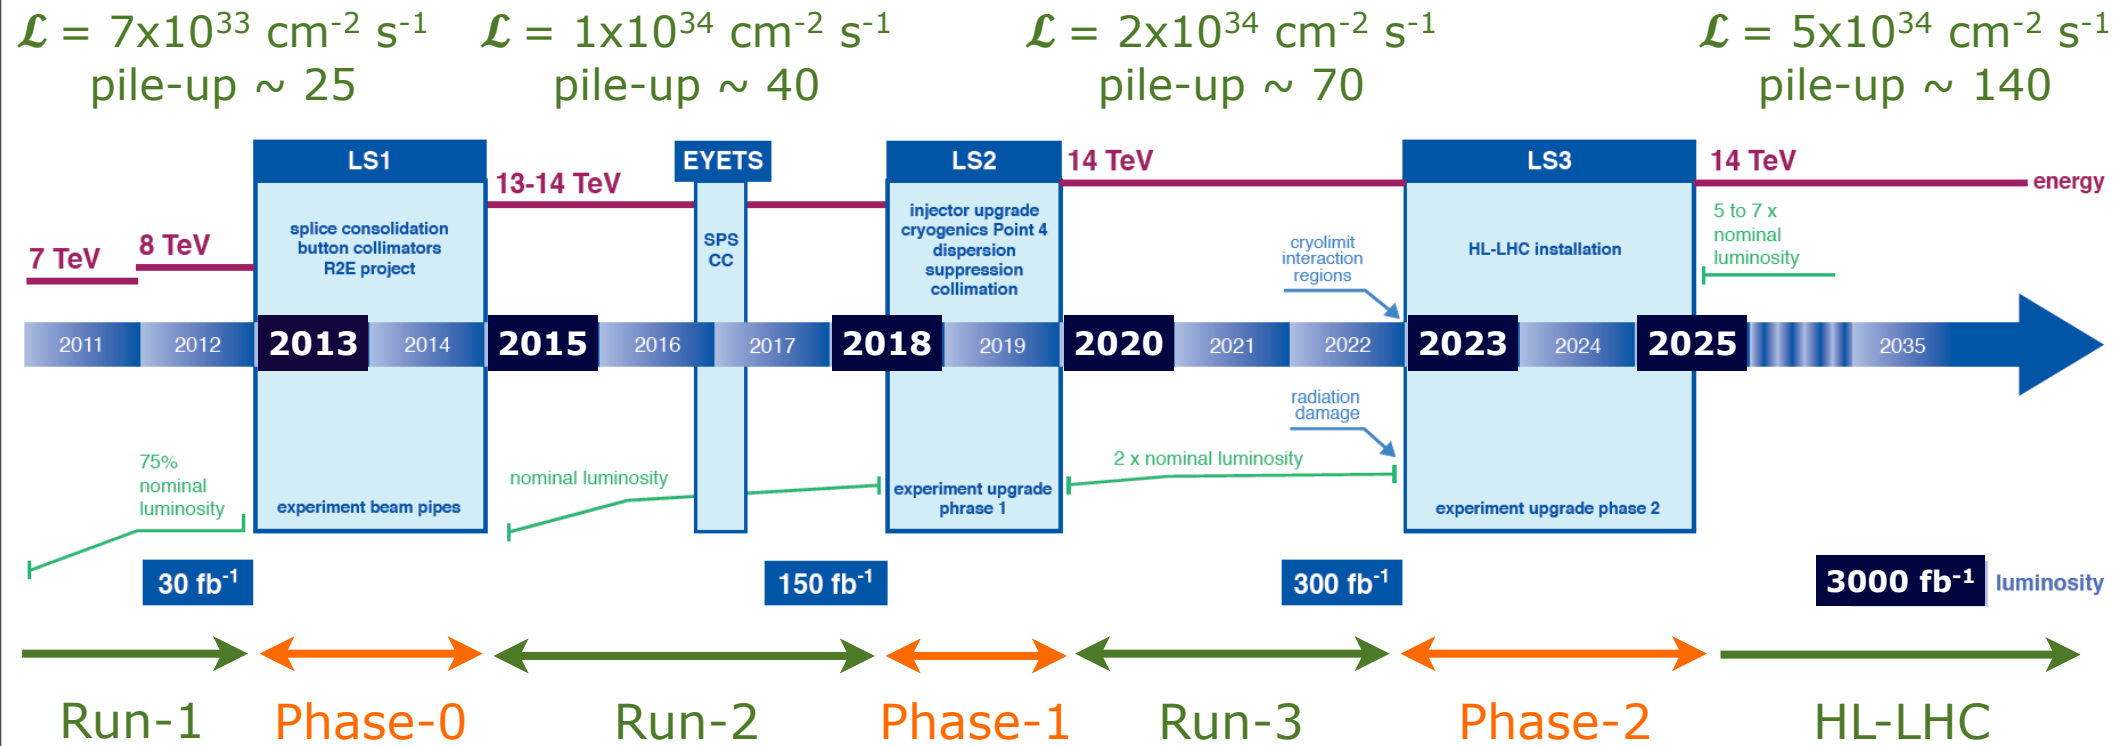 ℒ = 7x10³³ cm⁻² s⁻¹
pile-up ~ 25
ℒ = 1x10³⁴ cm⁻² s⁻¹
pile-up ~ 40
ℒ = 2x10³⁴ cm⁻² s⁻¹
pile-up ~ 70
ℒ = 5x10³⁴ cm⁻² s⁻¹
pile-up ~ 140
7 TeV
8 TeV
LS1
splice consolidation
button collimators
R2E project
13-14 TeV
EYETS
SPS
CC
LS2
injector upgrade
cryogenics Point 4
dispersion
suppression
collimation
14 TeV
cryolimit
interaction
regions
LS3
HL-LHC installation
14 TeV
energy
5 to 7 x
nominal
luminosity
2011 2012 2013 2014 2015 2016 2017 2018 2019 2020 2021 2022 2023 2024 2025 2035
75%
nominal
luminosity
experiment beam pipes
nominal luminosity
experiment upgrade
phrase 1
2 x nominal luminosity
radiation
damage
experiment upgrade phase 2
30 fb⁻¹
150 fb⁻¹
300 fb⁻¹
3000 fb⁻¹
luminosity
Run-1
Phase-0
Run-2
Phase-1
Run-3
Phase-2
HL-LHC